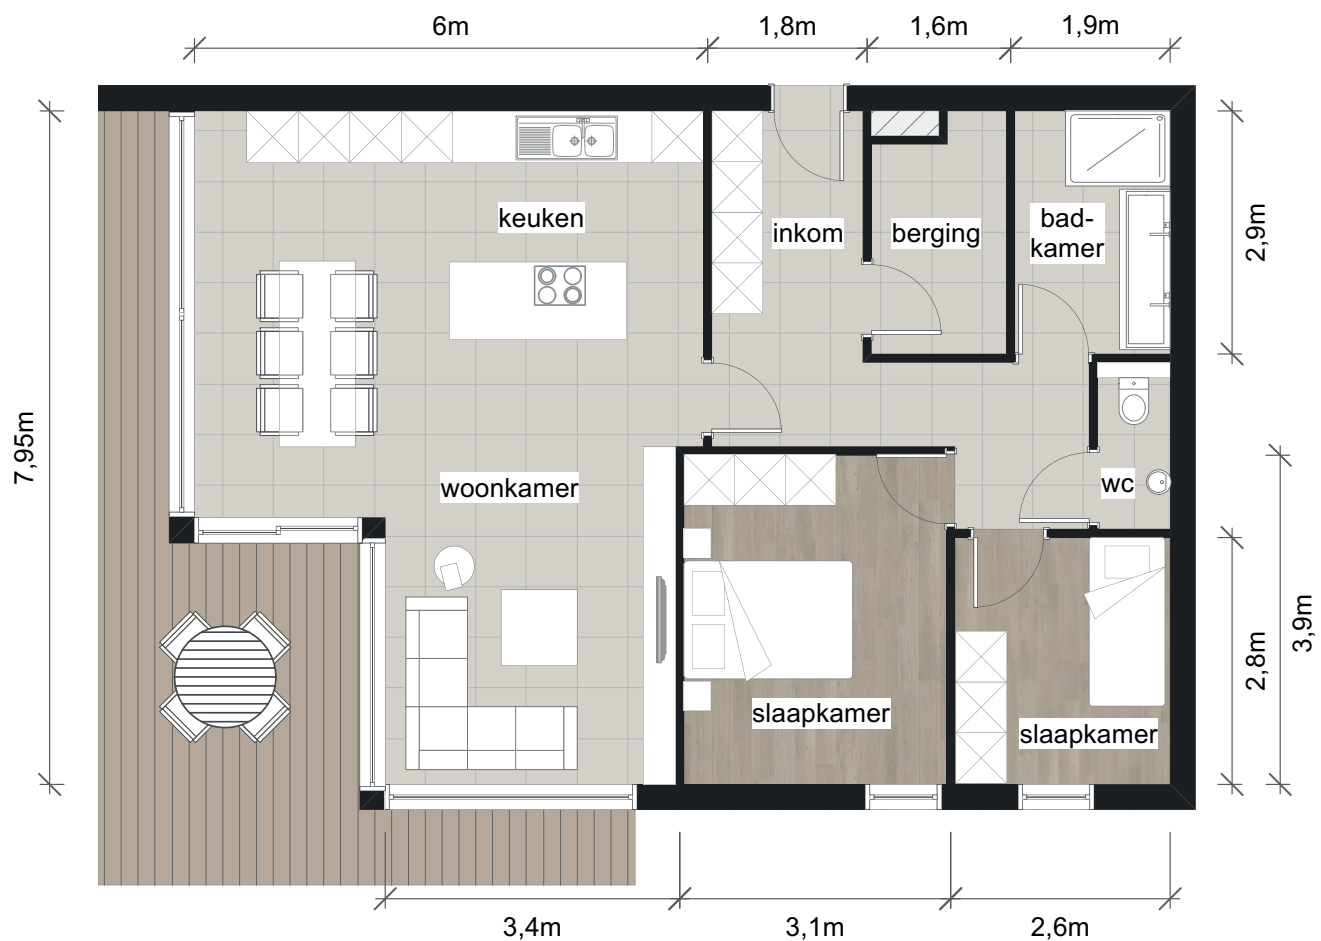 6m
1,8m
1,6m
1,9m
keuken
inkom
berging
bad-
kamer
2,9m
7,95m
woonkamer
wc
slaapkamer
slaapkamer
2,8m
3,9m
3,4m
3,1m
2,6m